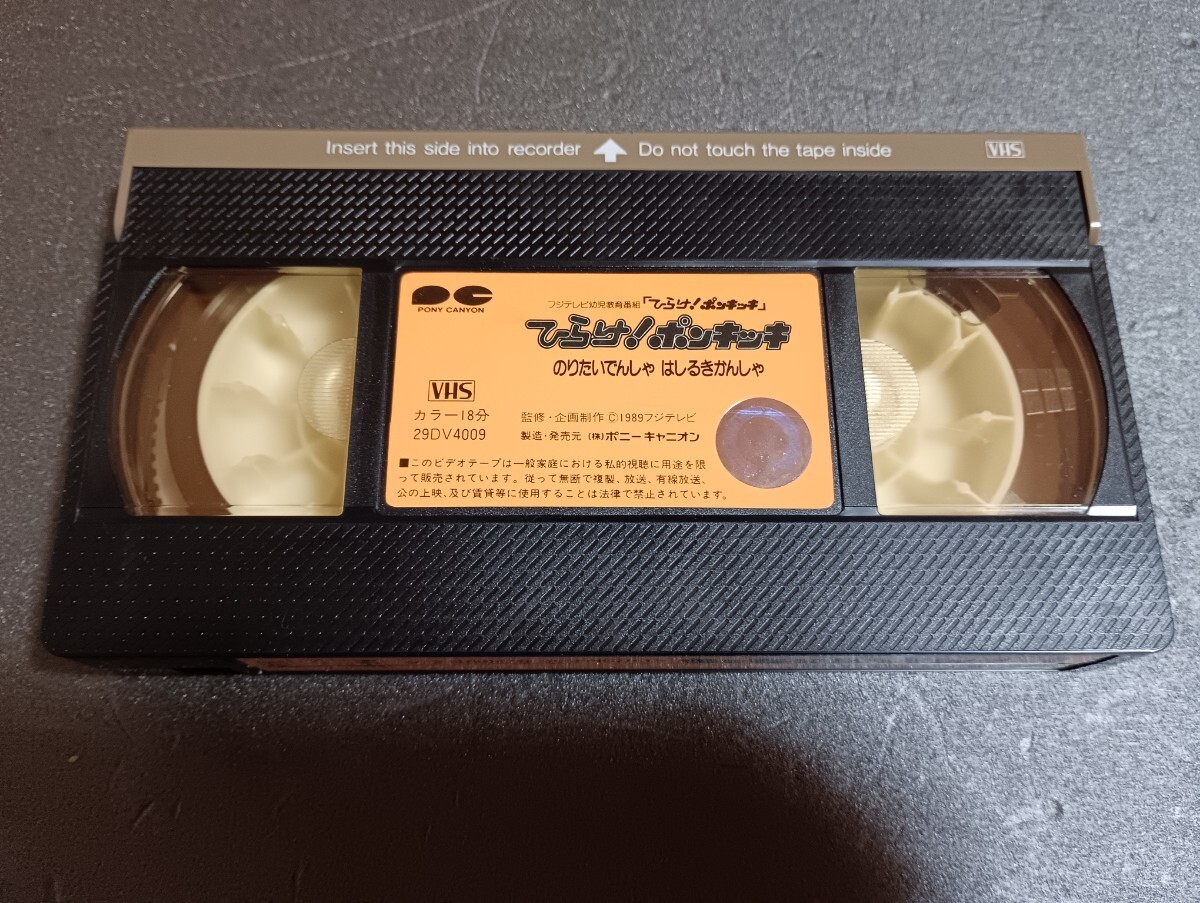 Insert this side into recorder Do not touch the tape inside VHS
PONY CANYON
フジテレビ幼児教育番組「ひらけ!ポンキッキ」
ひらけ!ポンキッキ
のりたいでんしゃ はしるきかんしゃ
VHS
カラー18分
29DV4009
監修・企画制作 ©1989フジテレビ
製造・発売元 (株)ポニーキャニオン
■このビデオテープは一般家庭における私的視聴に用途を限
って販売されています。従って無断で複製、放送、有線放送、
公の上映、及び賃貸等に使用することは法律で禁止されています。